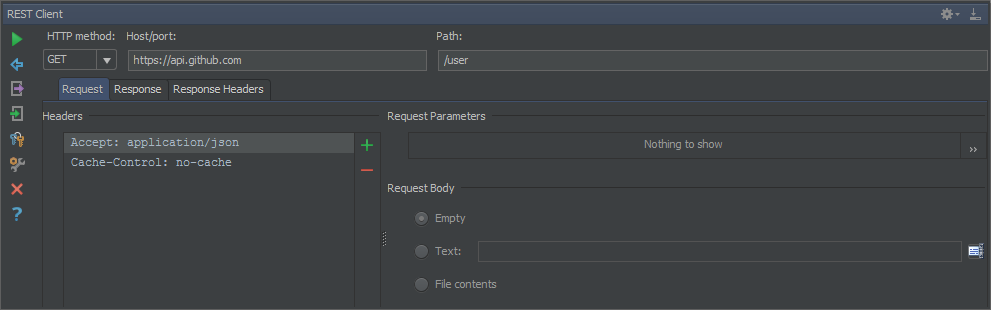 REST Client
HTTP method: Host/port: Path:
GET https://api.github.com /user
Request Response Response Headers
Headers Request Parameters
Accept: application/json Nothing to show
Cache-Control: no-cache
Request Body
Empty
Text:
File contents